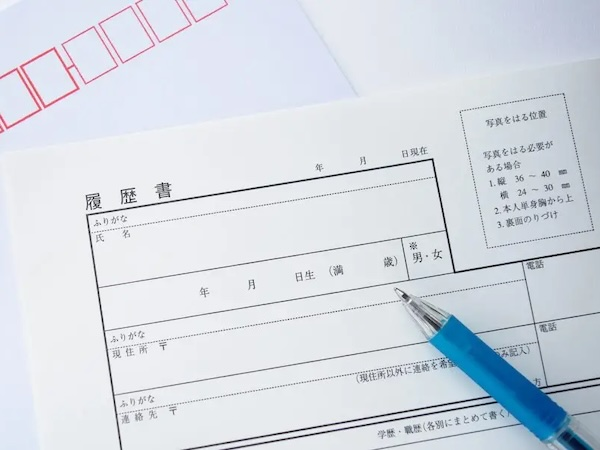 履歴書
年 月 日現在
写真をはる位置
写真をはる必要が
ある場合
1. 縦 36 ～ 40 ㎜
横 24 ～ 30 ㎜
2. 本人単身胸から上
3. 裏面のりづけ
ふりがな
氏 名
年 月 日生 (満 歳)
※
男・女
ふりがな
電話
現住所 〒
(現住所以外に連絡を希望
み記入)
ふりがな
電話
連絡先 〒
方
学歴・職歴 (各別にまとめて書く)